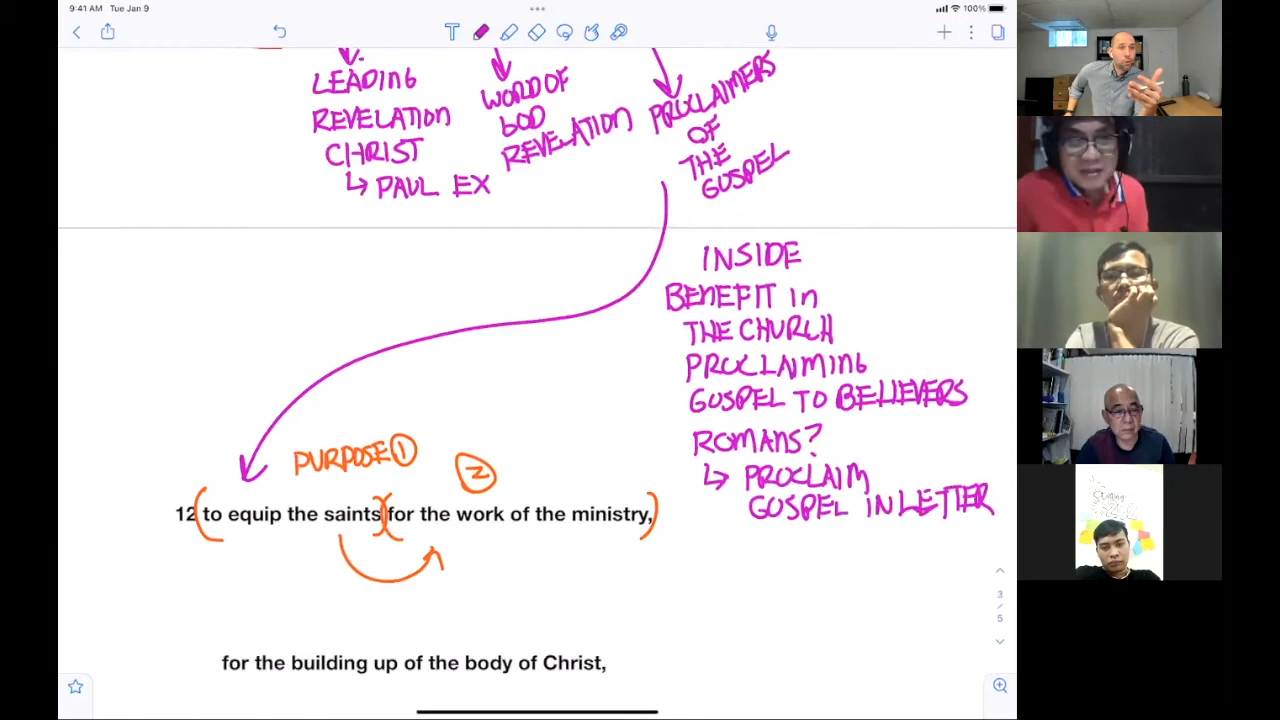 9:41 AM Tue Jan 9
100%
LEADING
REVELATION
CHRIST
↳ PAUL EX
WORD OF
GOD
REVELATION
PROCLAIMERS
OF
THE
GOSPEL
INSIDE
BENEFIT in
THE CHURCH
PROCLAIMING
GOSPEL TO BELIEVERS
ROMANS?
↳ PROCLAIM
GOSPEL IN LETTER
PURPOSE ①
②
12 (to equip the saints)(for the work of the ministry,)
for the building up of the body of Christ,
3
/
5